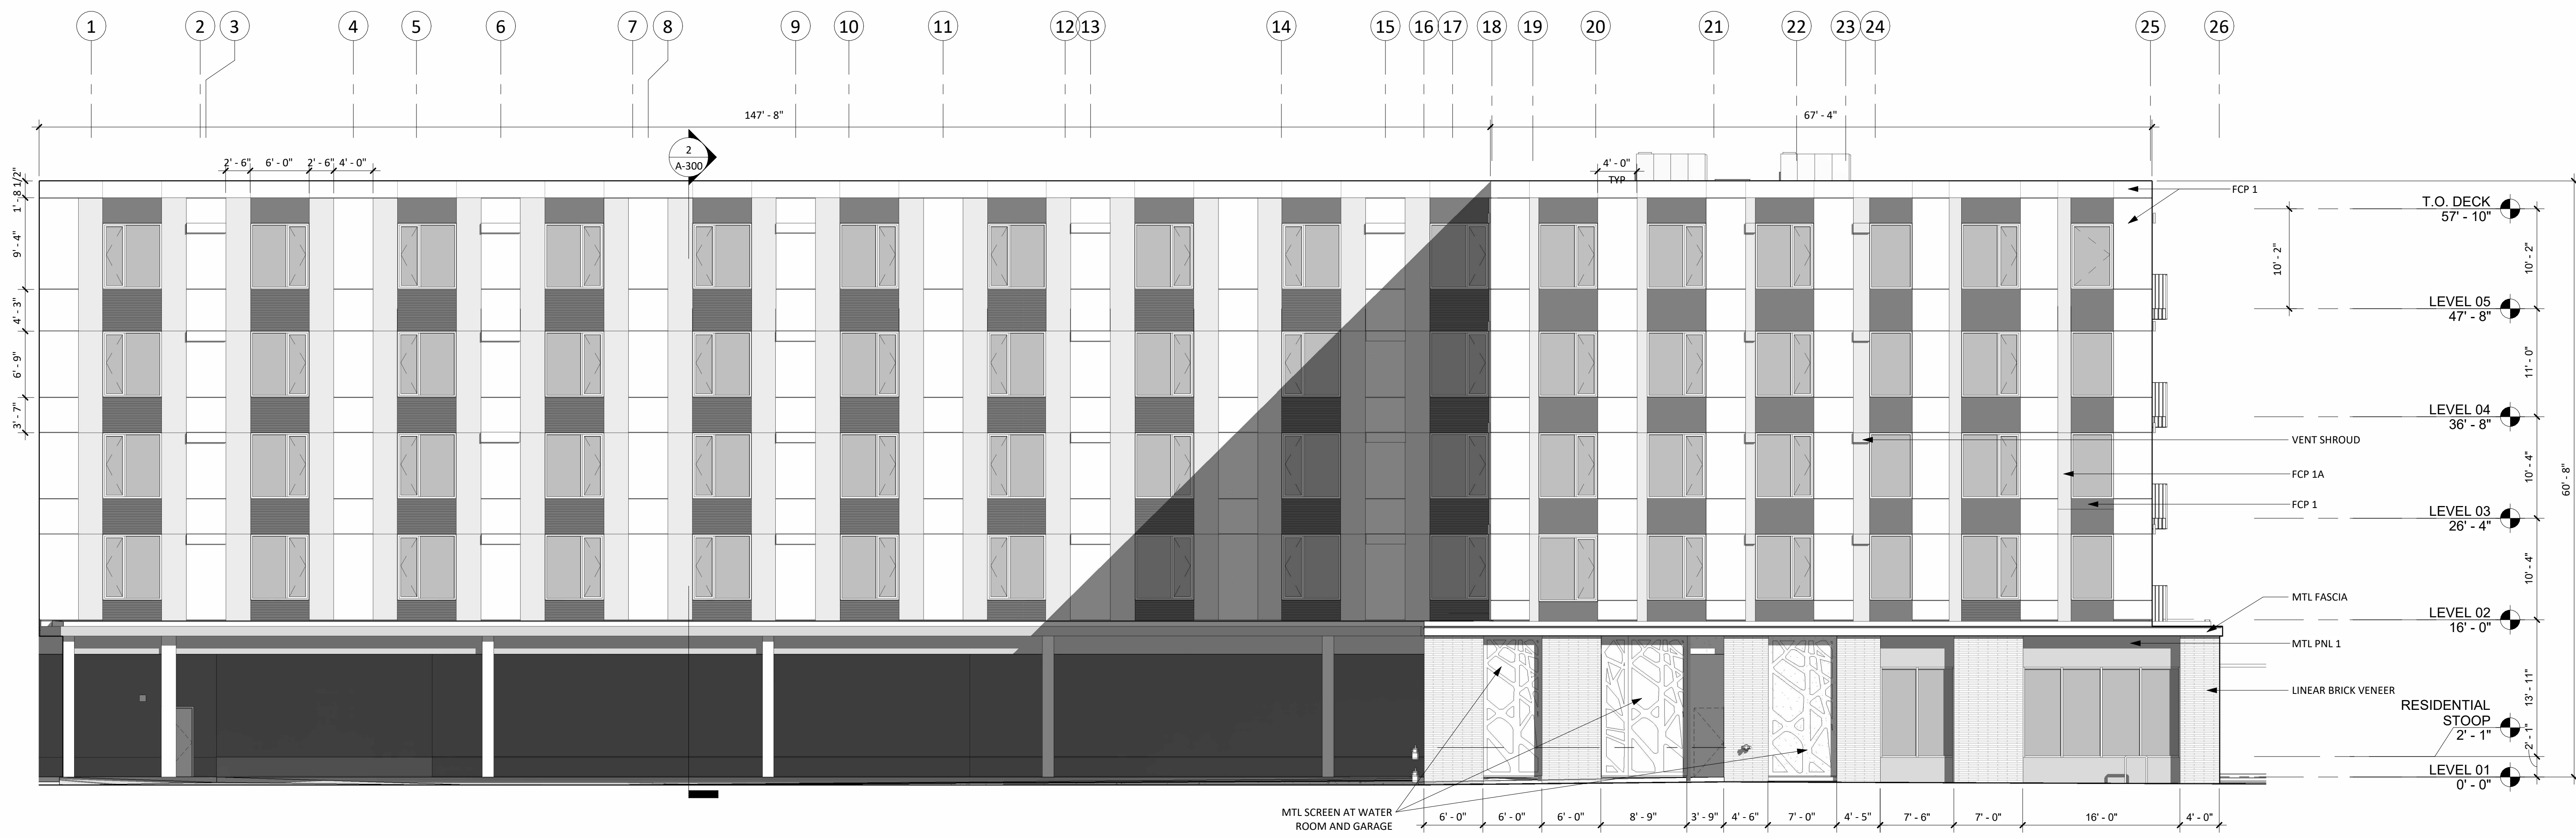 1 2 3 4 5 6 7 8 9 10 11 12 13 14 15 16 17 18 19 20 21 22 23 24 25 26
147' - 8" 67' - 4"
2
A-300
2' - 6" 6' - 0" 2' - 6" 4' - 0"
4' - 0"
TYP
1' - 8 1/2"
9' - 4"
4' - 3"
6' - 9"
3' - 7"
FCP 1
T.O. DECK
57' - 10"
10' - 2"
10' - 2"
LEVEL 05
47' - 8"
11' - 0"
LEVEL 04
36' - 8"
VENT SHROUD
FCP 1A
10' - 4"
60' - 8"
FCP 1
LEVEL 03
26' - 4"
10' - 4"
MTL FASCIA
LEVEL 02
16' - 0"
MTL PNL 1
LINEAR BRICK VENEER
13' - 11"
RESIDENTIAL
STOOP
2' - 1"
2' - 1"
LEVEL 01
0' - 0"
MTL SCREEN AT WATER
ROOM AND GARAGE
6' - 0" 6' - 0" 6' - 0" 8' - 9" 3' - 9" 4' - 6" 7' - 0" 4' - 5" 7' - 6" 7' - 0" 16' - 0" 4' - 0"